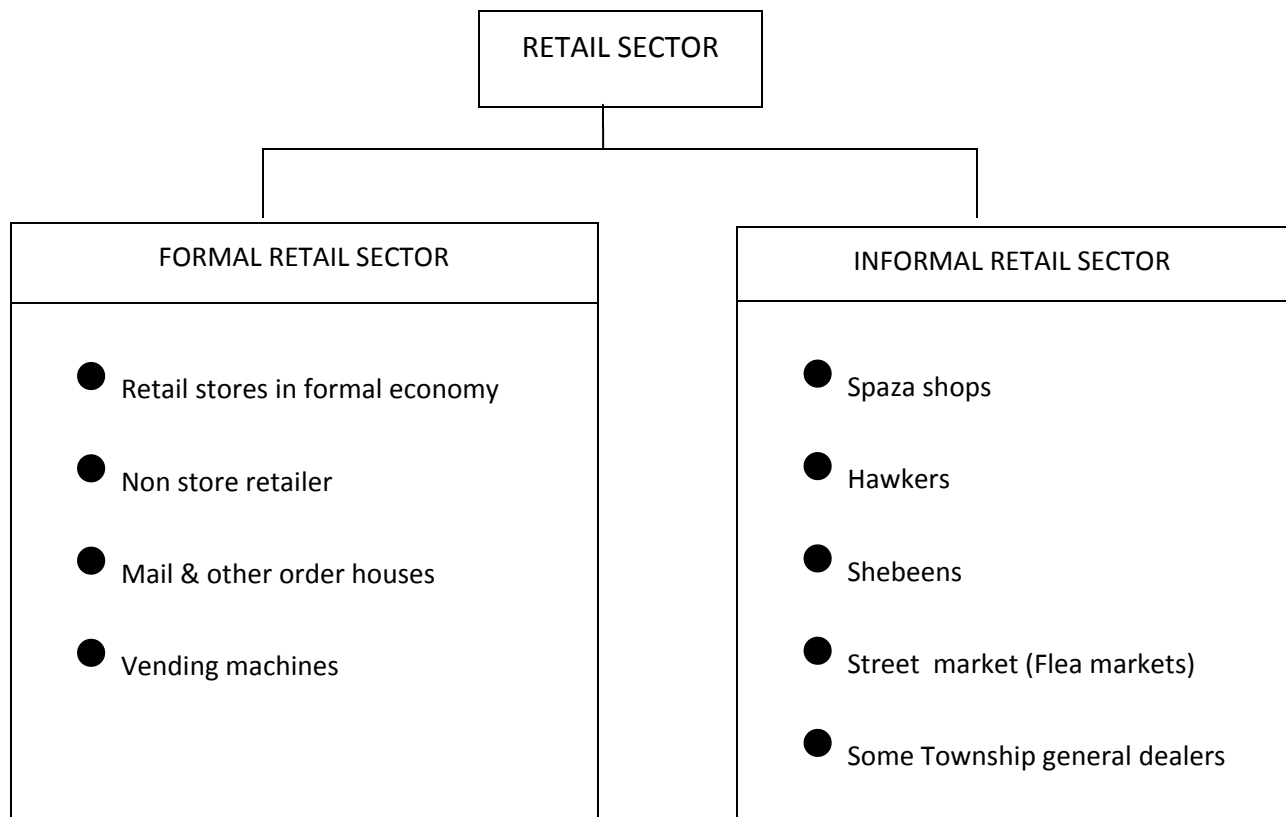 RETAIL SECTOR
FORMAL RETAIL SECTOR
● Retail stores in formal economy
● Non store retailer
● Mail & other order houses
● Vending machines
INFORMAL RETAIL SECTOR
● Spaza shops
● Hawkers
● Shebeens
● Street market (Flea markets)
● Some Township general dealers